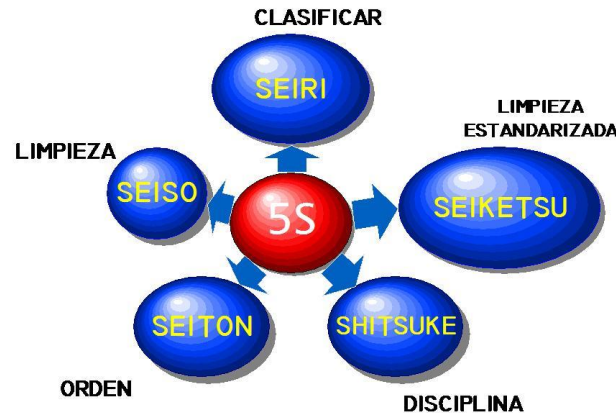 CLASIFICAR
SEIRI
LIMPIEZA
ESTANDARIZADA
SEIKETSU
LIMPIEZA
SEISO
5S
SEITON
SHITSUKE
ORDEN
DISCIPLINA